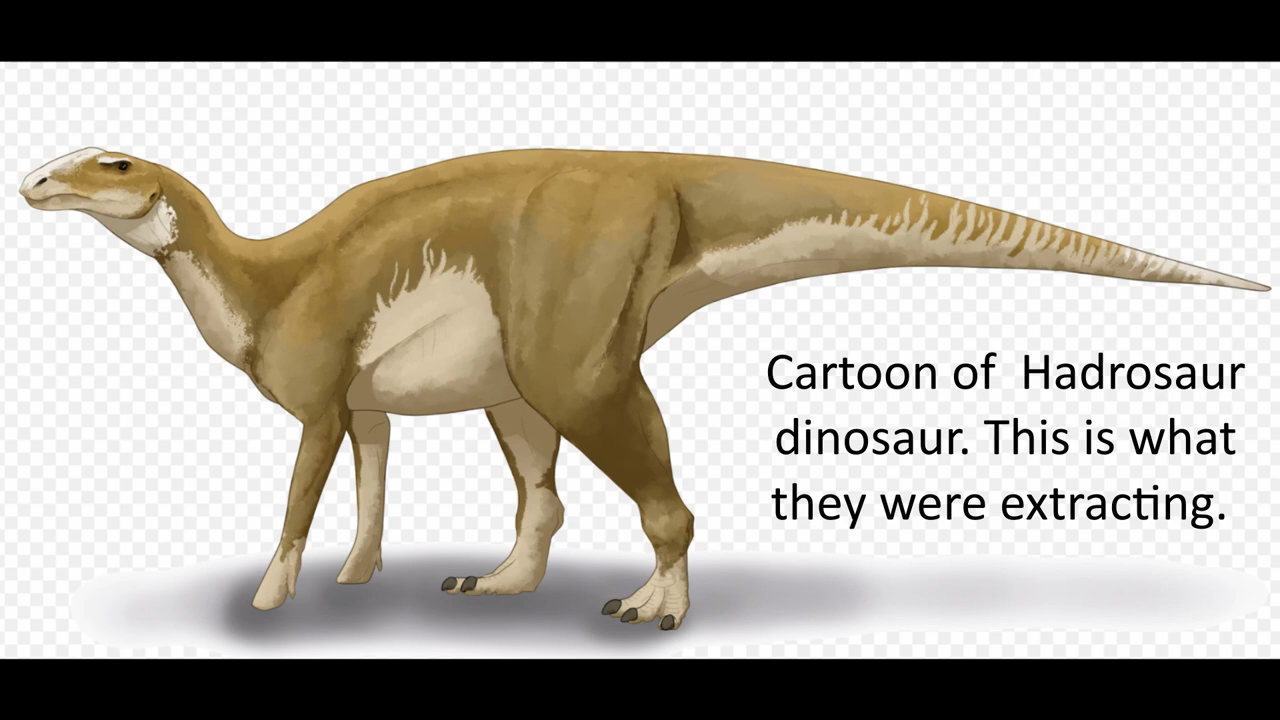 Cartoon of  Hadrosaur
dinosaur. This is what
they were extracting.